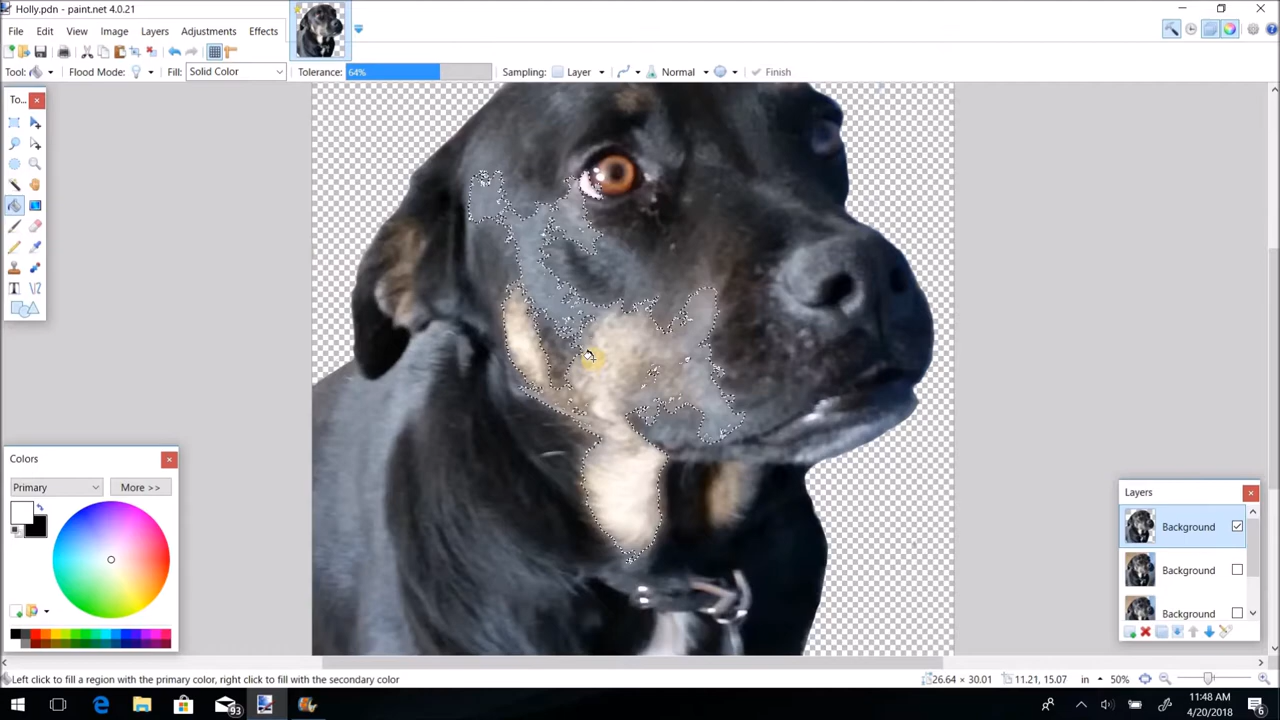 Holly.pdn - paint.net 4.0.21
File Edit View Image Layers Adjustments Effects
Tool: Flood Mode: Fill: Solid Color Tolerance: 64% Sampling: Layer Normal Finish
To...
Colors
Primary More >>
Layers
Background
Background
Background
Left click to fill a region with the primary color, right click to fill with the secondary color 26.64 × 30.01 11.21, 15.07 in 50%
93
11:48 AM
4/20/2018
6